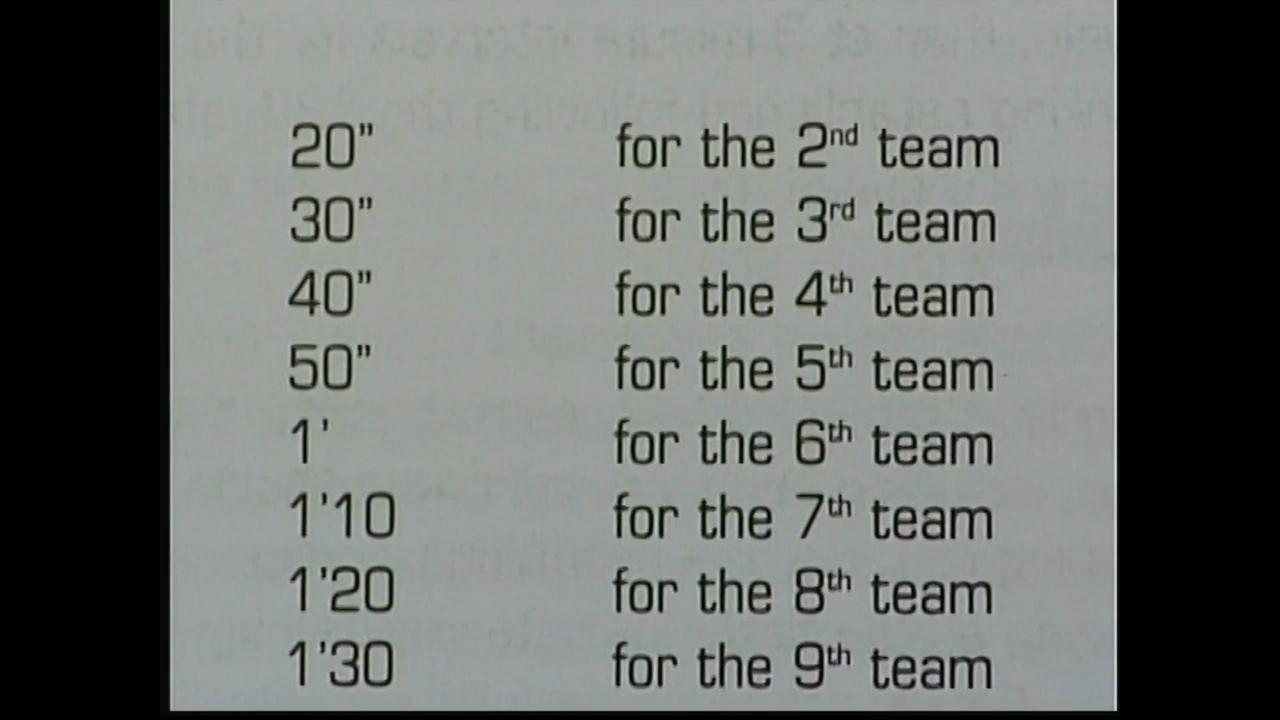 20” for the 2nd team
30” for the 3rd team
40” for the 4th team
50” for the 5th team
1’ for the 6th team
1’10 for the 7th team
1’20 for the 8th team
1’30 for the 9th team